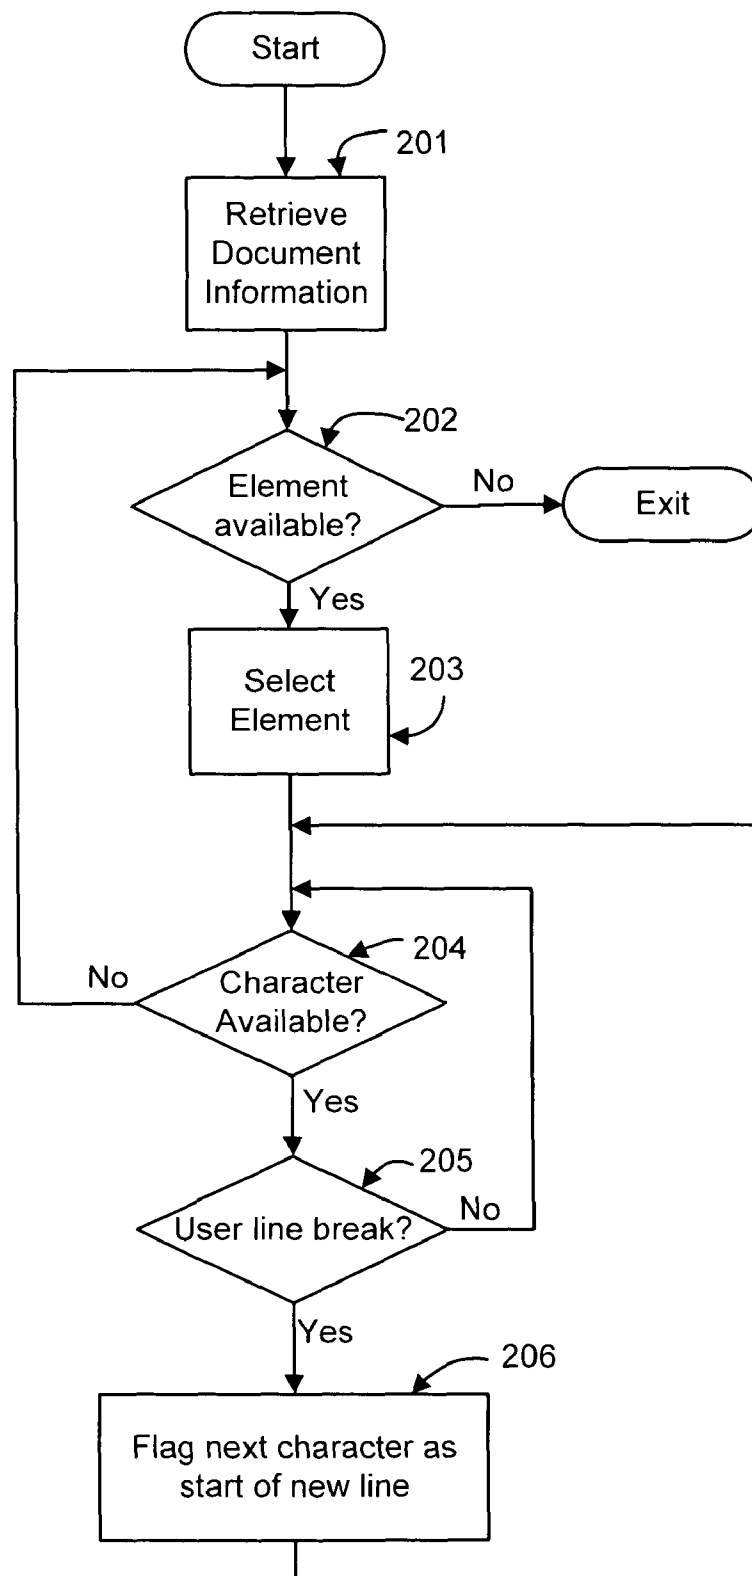 Start
201
Retrieve
Document
Information
202
Element
available?
No
Exit
Yes
Select
Element
203
204
No
Character
Available?
Yes
205
User line break?
No
Yes
206
Flag next character as
start of new line